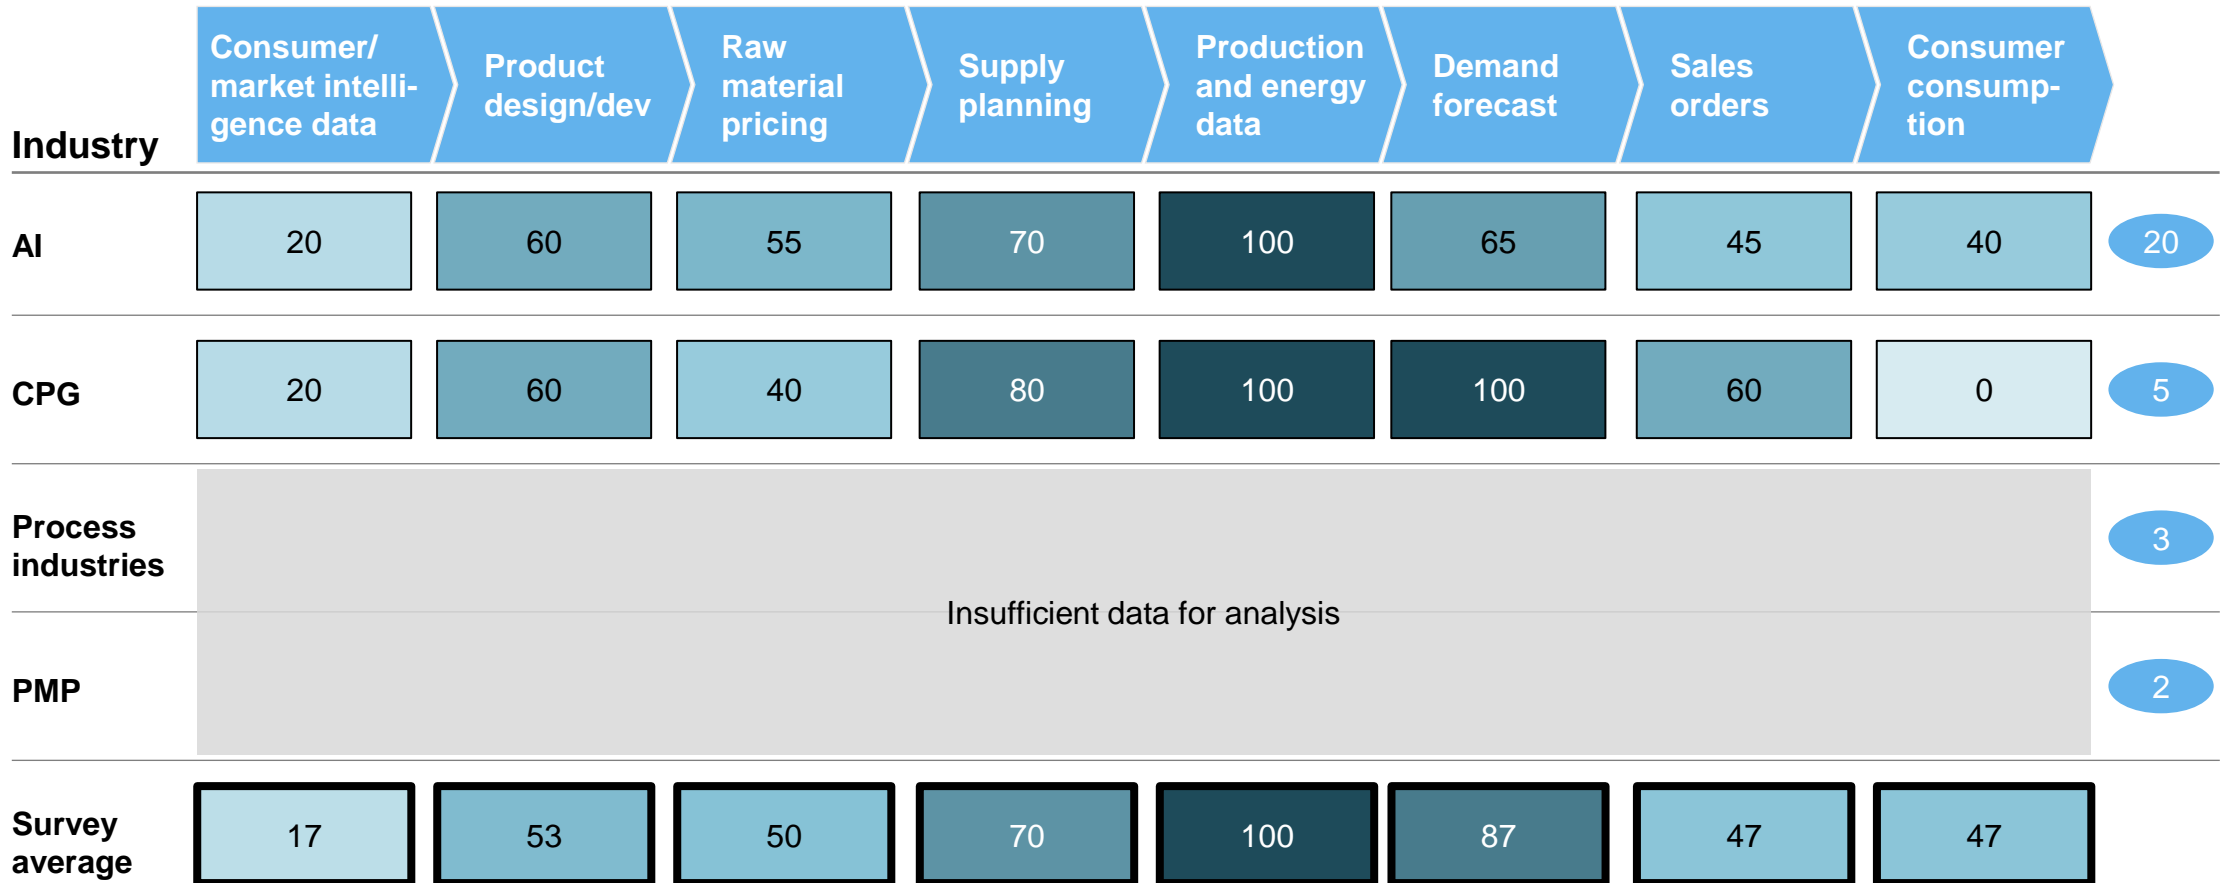 Industry
Consumer/
market intelli-
gence data
Product
design/dev
Raw
material
pricing
Supply
planning
Production
and energy
data
Demand
forecast
Sales
orders
Consumer
consump-
tion
AI
20
60
55
70
100
65
45
40
20
CPG
20
60
40
80
100
100
60
0
5
Process
industries
3
Insufficient data for analysis
PMP
2
Survey
average
17
53
50
70
100
87
47
47